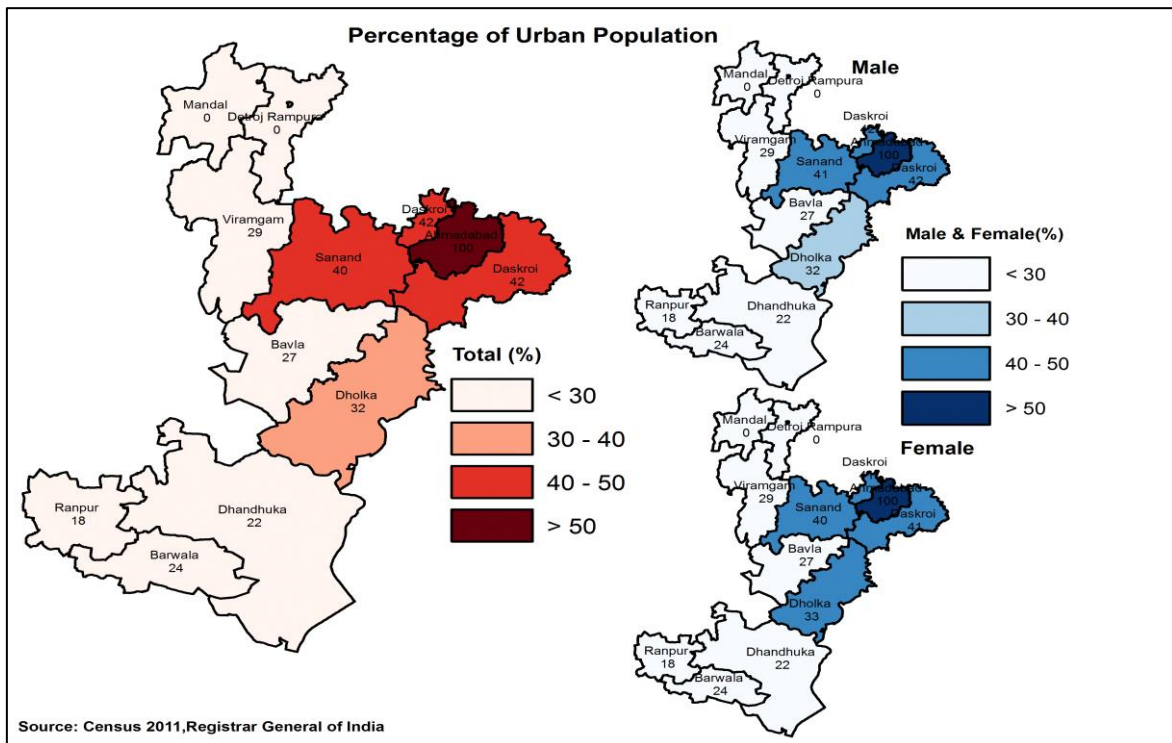 Percentage of Urban Population
Mandal
0
Detroj Rampura
0
Viramgam
29
Sanand
40
Daskroi
42
Ahmadabad
100
Daskroi
42
Bavla
27
Dholka
32
Ranpur
18
Dhandhuka
22
Barwala
24
Total (%)
< 30
30 - 40
40 - 50
> 50
Male
Mandal
0
Detroj Rampura
0
Viramgam
29
Sanand
41
Daskroi
42
Ahmadabad
100
Daskroi
42
Bavla
27
Dholka
32
Ranpur
18
Dhandhuka
22
Barwala
24
Male & Female(%)
< 30
30 - 40
40 - 50
> 50
Female
Mandal
0
Detroj Rampura
0
Viramgam
29
Sanand
40
Daskroi
Ahmadabad
100
Daskroi
41
Bavla
27
Dholka
33
Ranpur
18
Dhandhuka
22
Barwala
24
Source: Census 2011,Registrar General of India